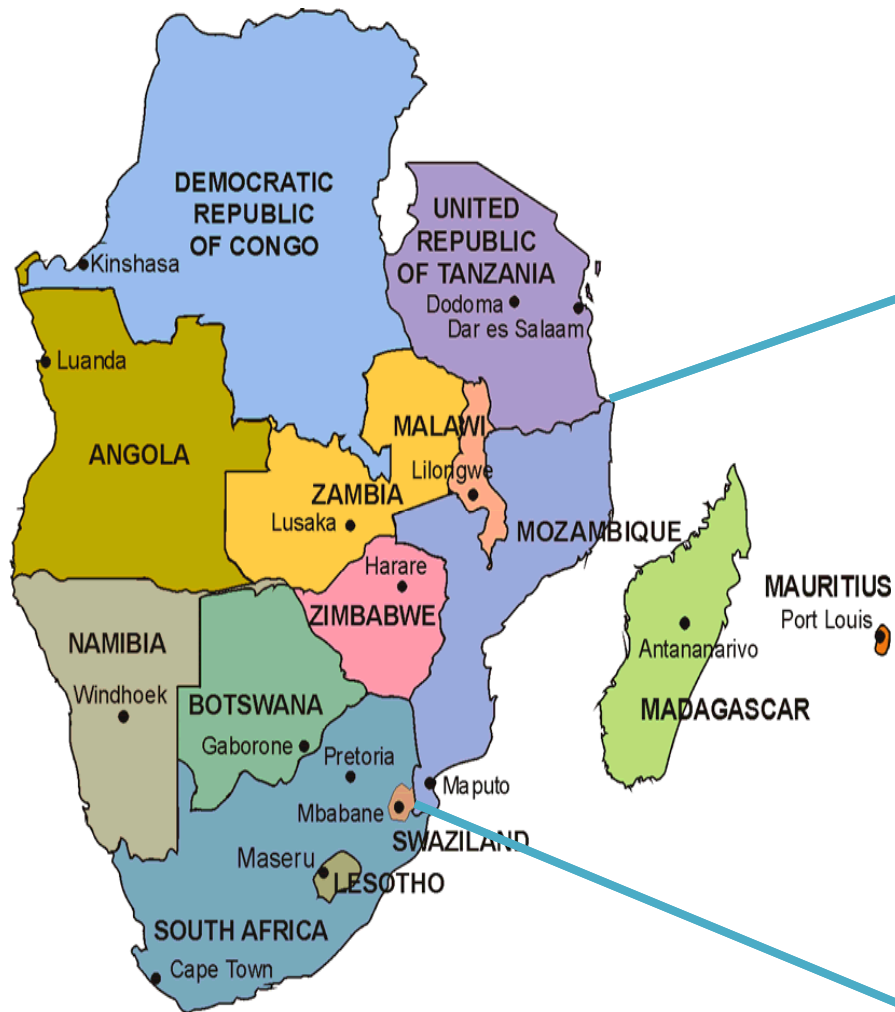 DEMOCRATIC
REPUBLIC
OF CONGO
Kinshasa
UNITED
REPUBLIC
OF TANZANIA
Dodoma
Dar es Salaam
Luanda
ANGOLA
MALAWI
Lilongwe
ZAMBIA
Lusaka
MOZAMBIQUE
Harare
ZIMBABWE
MAURITIUS
Port Louis
NAMIBIA
Windhoek
Antananarivo
MADAGASCAR
BOTSWANA
Gaborone
Pretoria
Maputo
Mbabane
SWAZILAND
Maseru
LESOTHO
SOUTH AFRICA
Cape Town